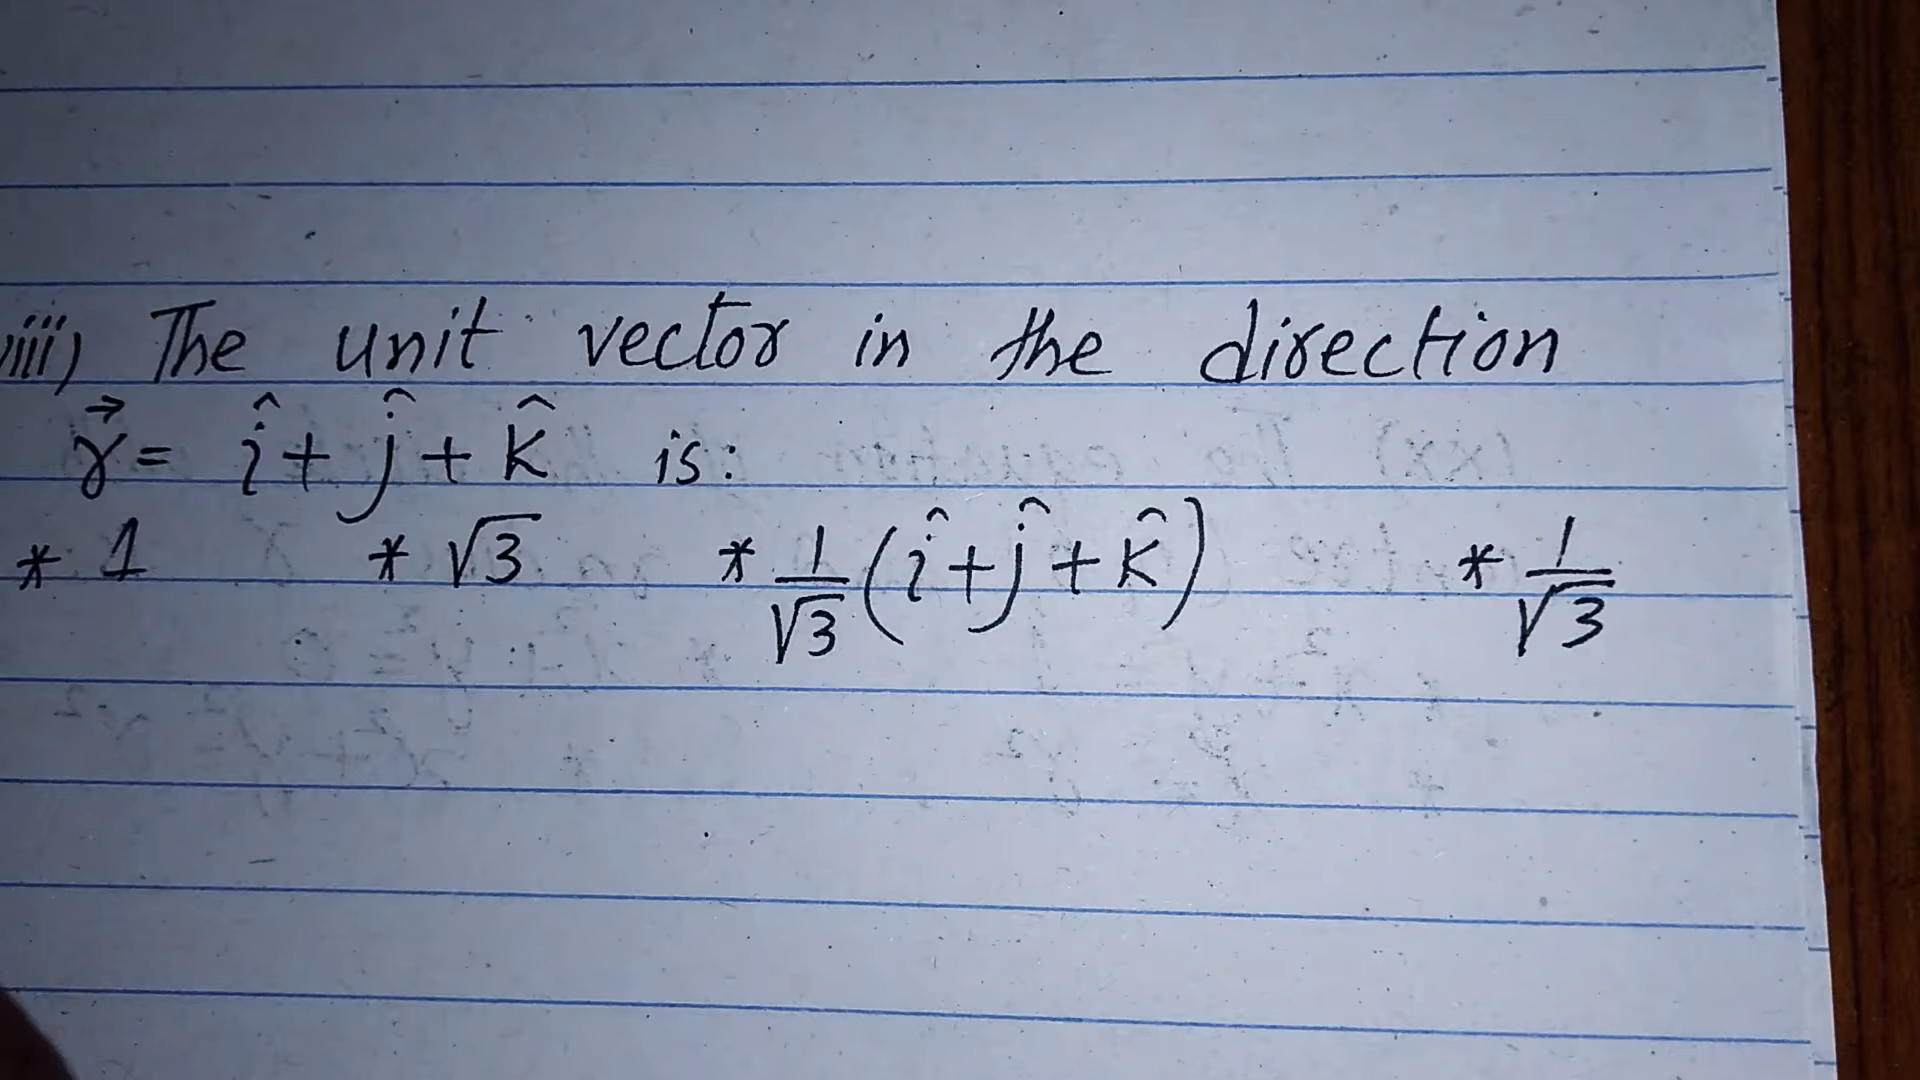 iii) The unit vector in the direction
r⃗ = î + ĵ + k̂ is:
* 1 * √3 * 1/√3 (î + ĵ + k̂) * 1/√3